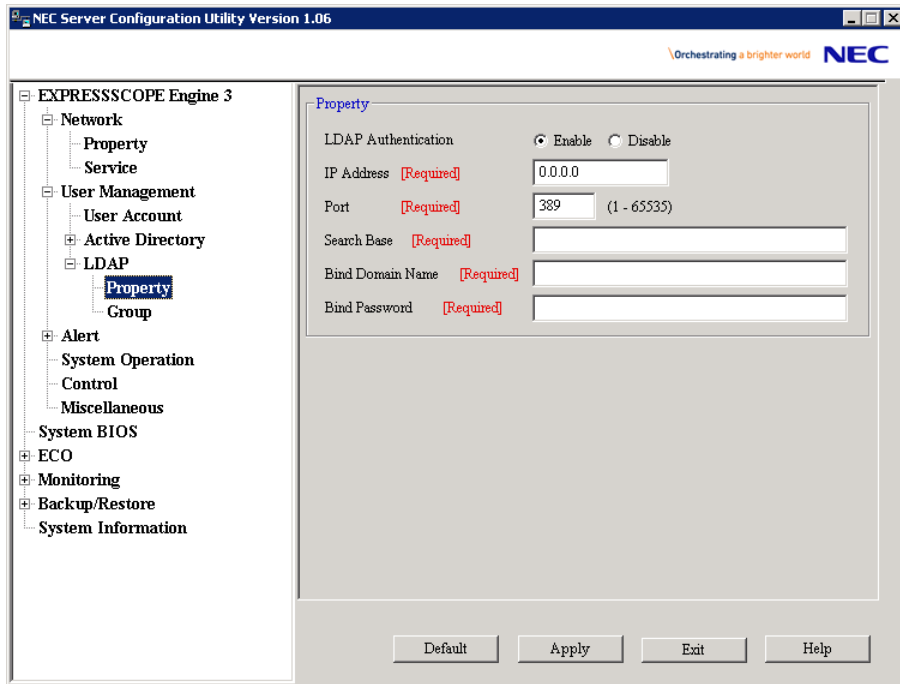 NEC Server Configuration Utility Version 1.06
\Orchestrating a brighter world NEC
EXPRESSSCOPE Engine 3
Network
Property
Service
User Management
User Account
Active Directory
LDAP
Property
Group
Alert
System Operation
Control
Miscellaneous
System BIOS
ECO
Monitoring
Backup/Restore
System Information
Property
LDAP Authentication Enable Disable
IP Address [Required] 0.0.0.0
Port [Required] 389 (1 - 65535)
Search Base [Required]
Bind Domain Name [Required]
Bind Password [Required]
Default Apply Exit Help